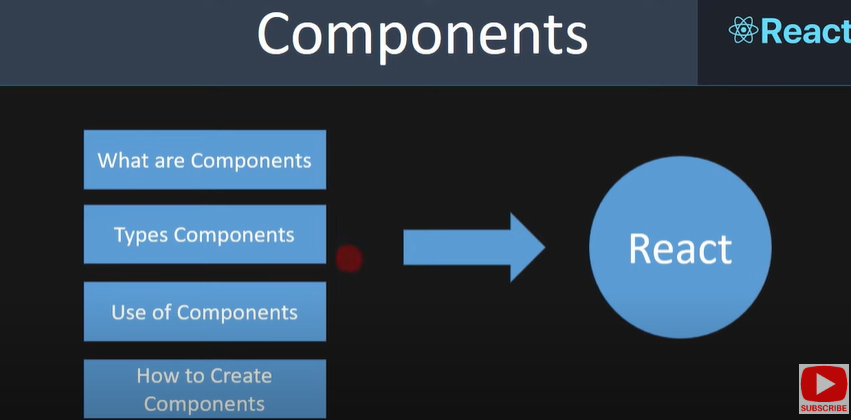 Components
React
What are Components
Types Components
Use of Components
How to Create
Components
React
SUBSCRIBE